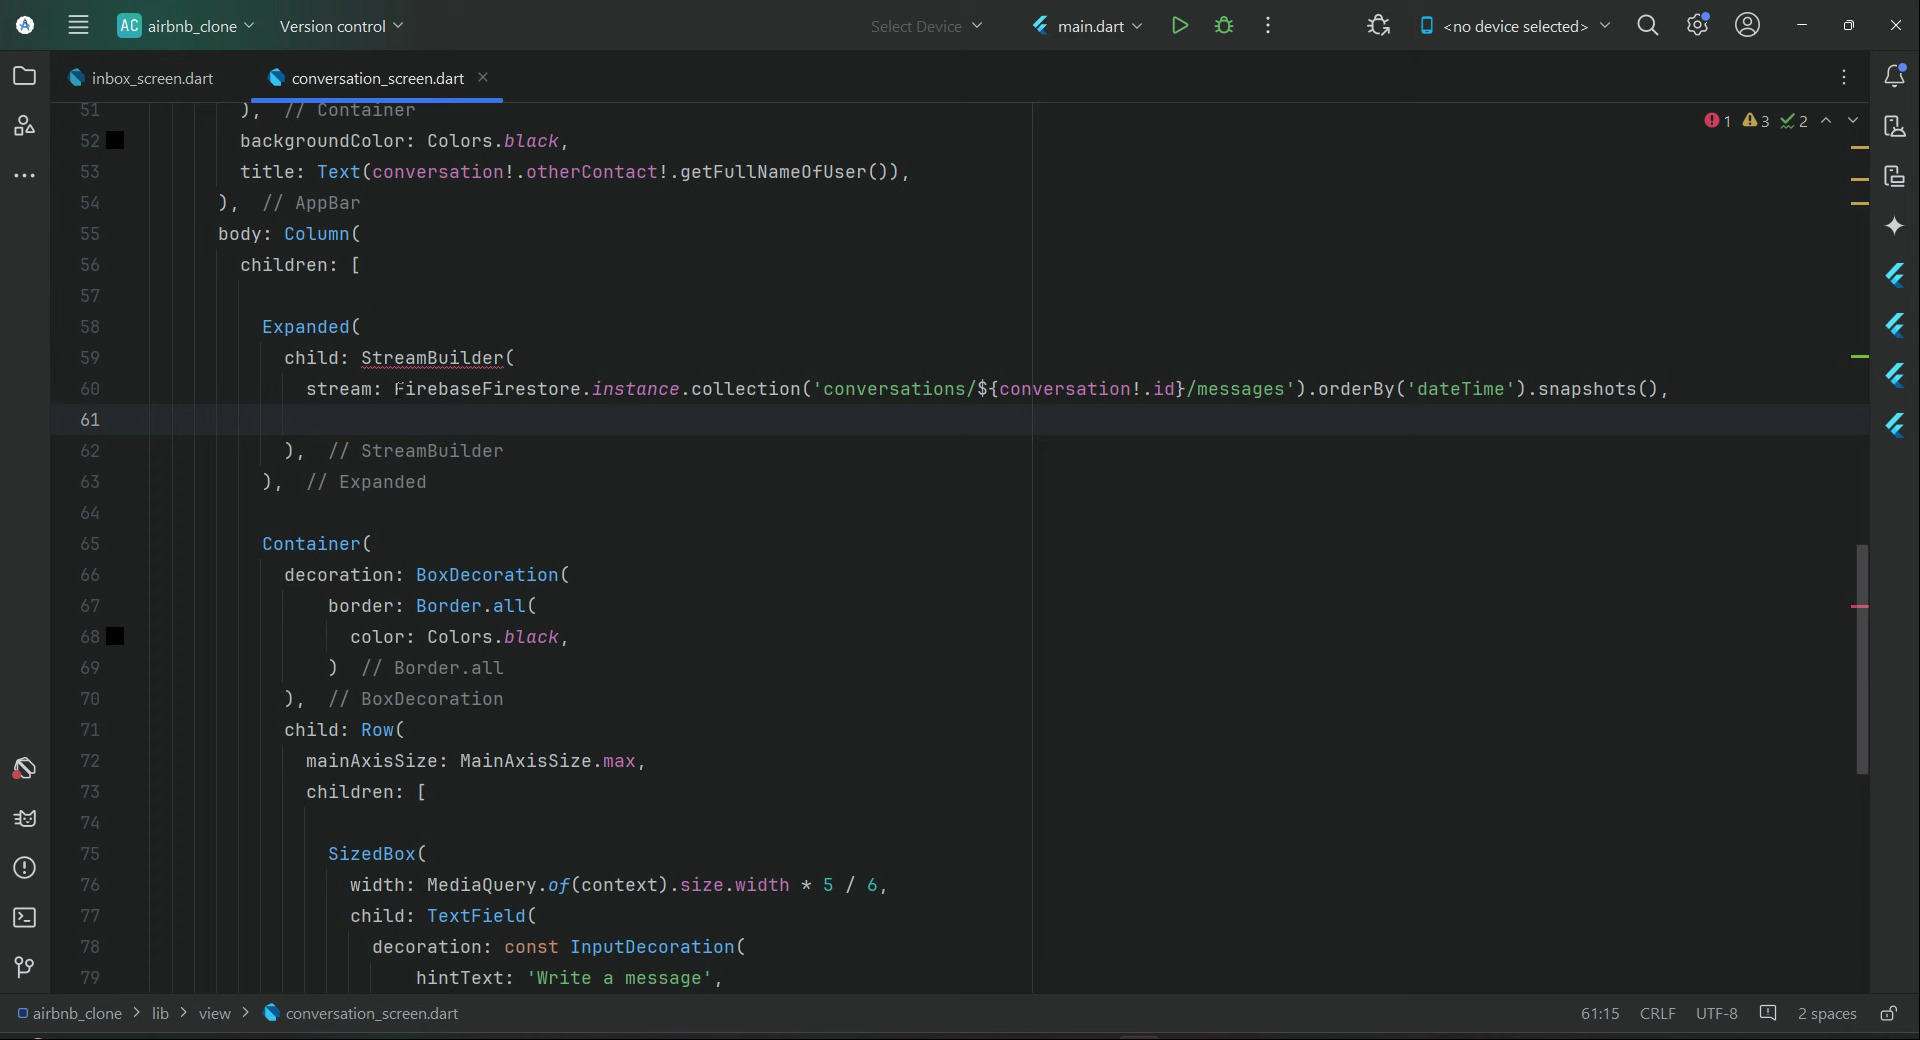 AC airbnb_clone Version control Select Device main.dart <no device selected>
inbox_screen.dart conversation_screen.dart
1 3 2
51 ), // Container
52 backgroundColor: Colors.black,
53 title: Text(conversation!.otherContact!.getFullNameOfUser()),
54 ), // AppBar
55 body: Column(
56 children: [
57
58 Expanded(
59 child: StreamBuilder(
60 stream: FirebaseFirestore.instance.collection('conversations/${conversation!.id}/messages').orderBy('dateTime').snapshots(),
61
62 ), // StreamBuilder
63 ), // Expanded
64
65 Container(
66 decoration: BoxDecoration(
67 border: Border.all(
68 color: Colors.black,
69 ) // Border.all
70 ), // BoxDecoration
71 child: Row(
72 mainAxisSize: MainAxisSize.max,
73 children: [
74
75 SizedBox(
76 width: MediaQuery.of(context).size.width * 5 / 6,
77 child: TextField(
78 decoration: const InputDecoration(
79 hintText: 'Write a message',
airbnb_clone > lib > view > conversation_screen.dart 61:15 CRLF UTF-8 2 spaces